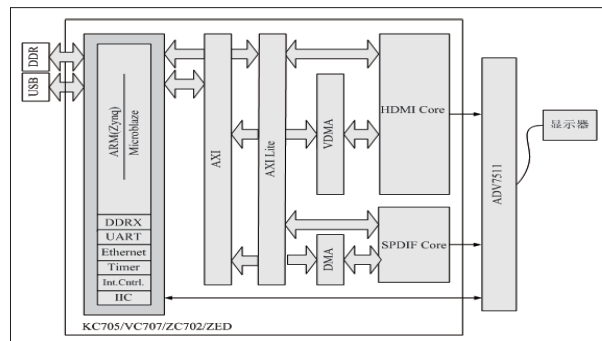 DDR
USB
ARM(Zynq)
Microblaze
DDRX
UART
Ethernet
Timer
Int.Cntrl.
IIC
AXI
AXI Lite
VDMA
DMA
HDMI Core
SPDIF Core
ADV7511
显示器
KC705/VC707/ZC702/ZED